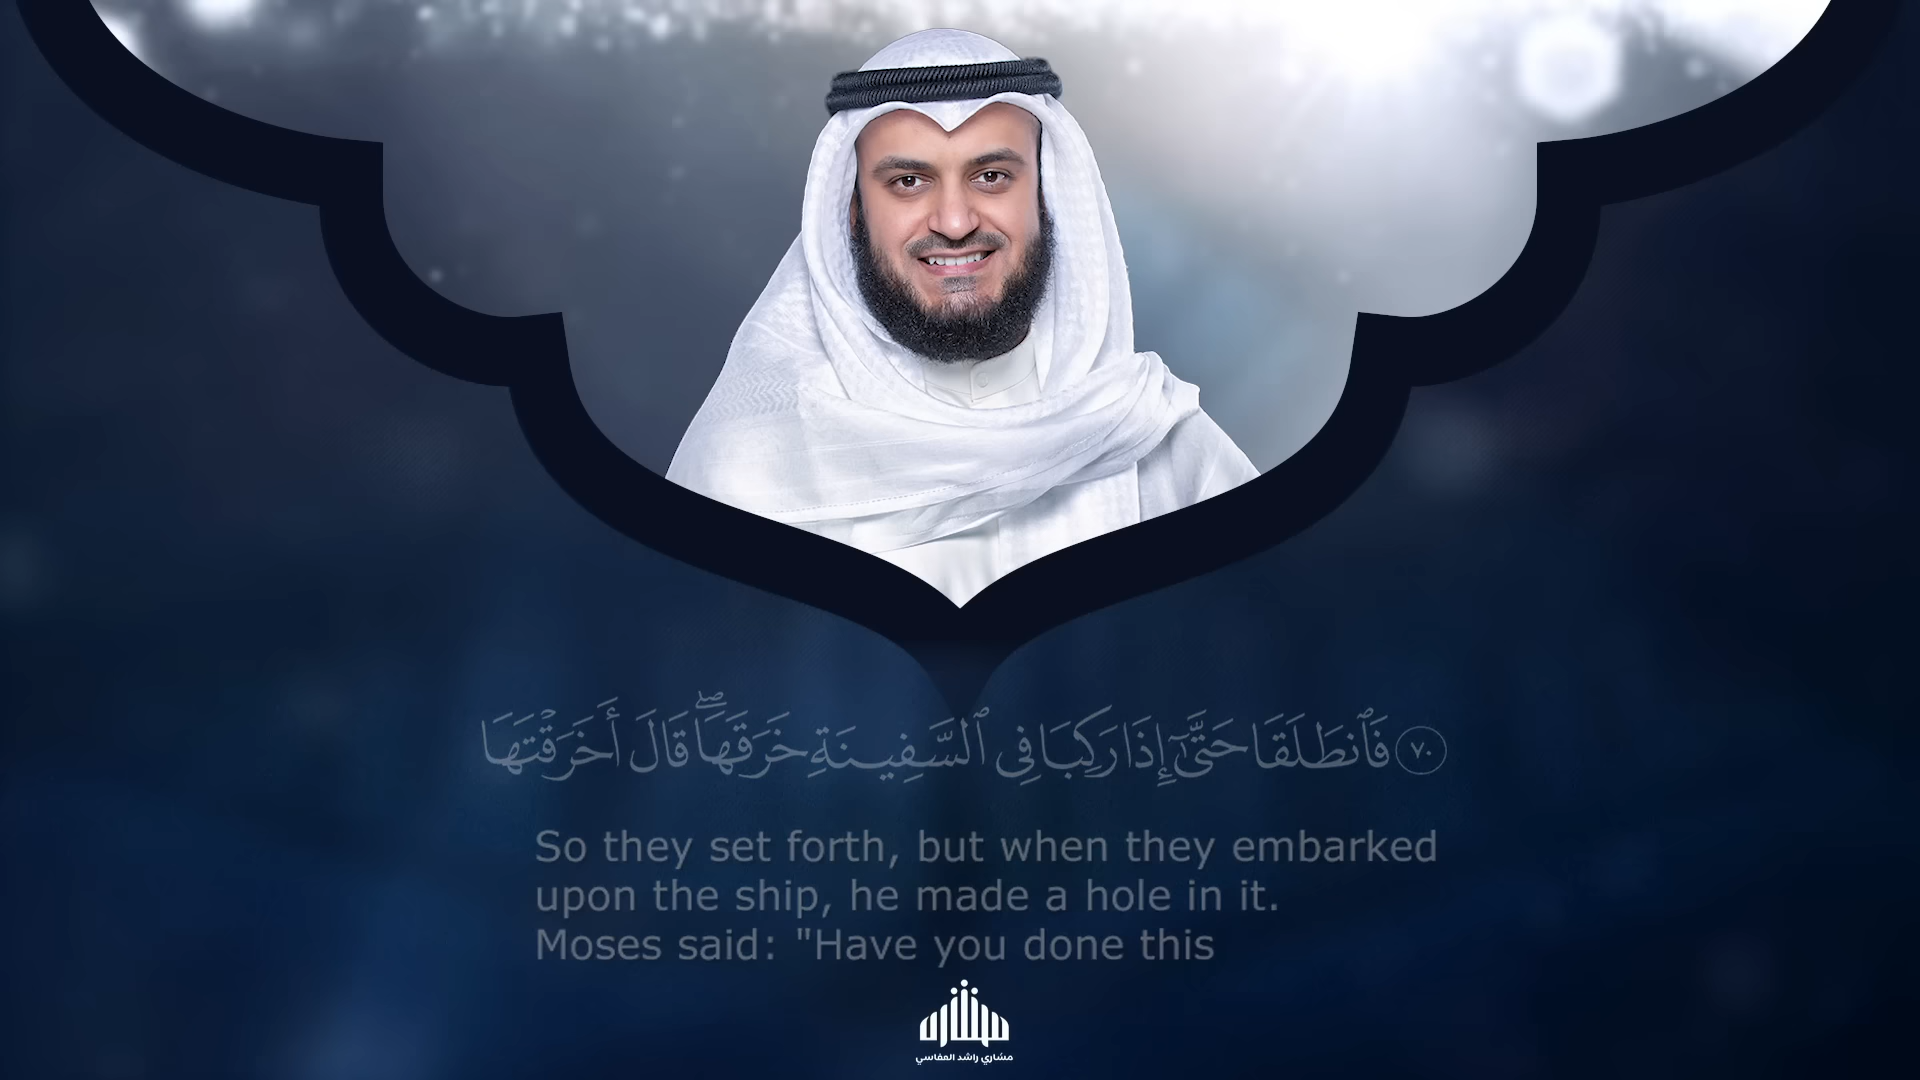 ٧٠ فَٱنطَلَقَا حَتَّىٰٓ إِذَا رَكِبَا فِى ٱلسَّفِينَةِ خَرَقَهَا ۖ قَالَ أَخَرَقْتَهَا
So they set forth, but when they embarked
upon the ship, he made a hole in it.
Moses said: "Have you done this
مشاري راشد العفاسي